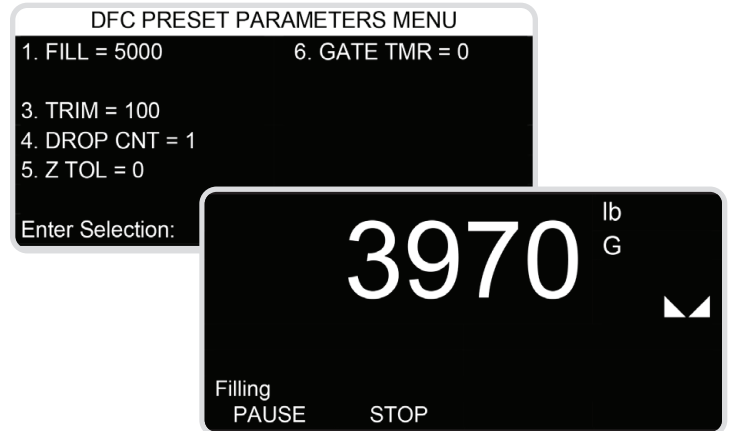 DFC PRESET PARAMETERS MENU
1. FILL = 5000 6. GATE TMR = 0
3. TRIM = 100
4. DROP CNT = 1
5. Z TOL = 0
Enter Selection:
3970 lb
G
Filling
PAUSE STOP